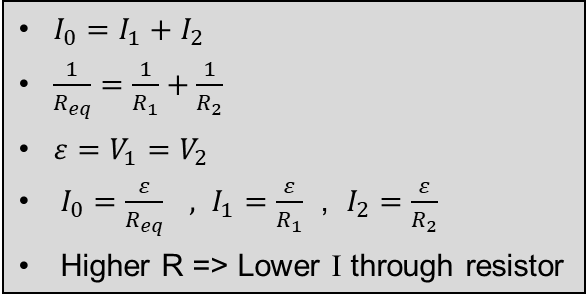 • I₀ = I₁ + I₂
• 1/R_eq = 1/R₁ + 1/R₂
• ε = V₁ = V₂
• I₀ = ε/R_eq , I₁ = ε/R₁ , I₂ = ε/R₂
• Higher R => Lower I through resistor